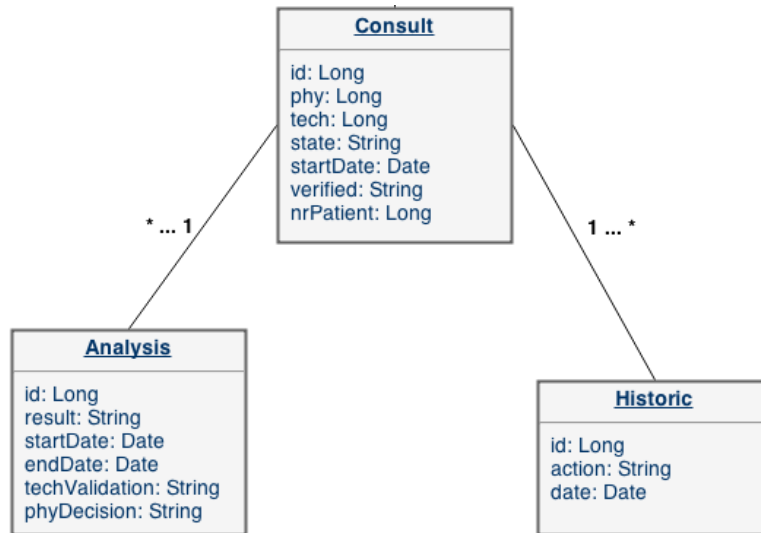 Consult
id: Long
phy: Long
tech: Long
state: String
startDate: Date
verified: String
nrPatient: Long
* ... 1
1 ... *
Analysis
id: Long
result: String
startDate: Date
endDate: Date
techValidation: String
phyDecision: String
Historic
id: Long
action: String
date: Date